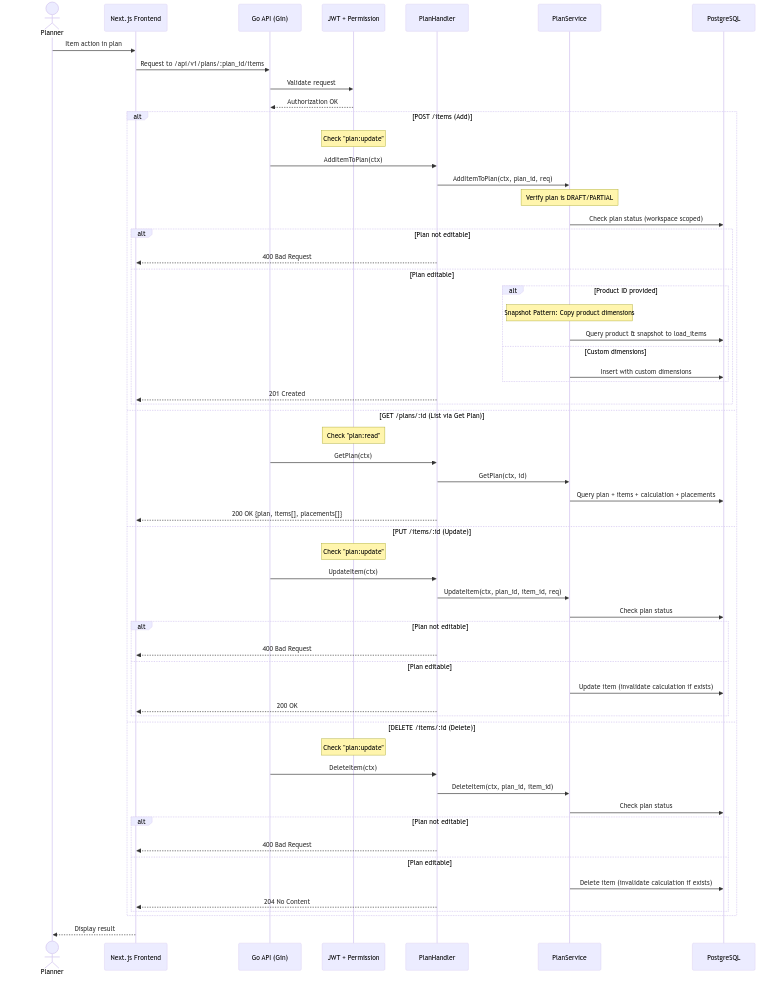 Planner
Next.js Frontend
Go API (Gin)
JWT + Permission
PlanHandler
PlanService
PostgreSQL
Item action in plan
Request to /api/v1/plans/:plan_id/items
Validate request
Authorization OK
alt
[POST /items (Add)]
Check "plan:update"
AddItemToPlan(ctx)
AddItemToPlan(ctx, plan_id, req)
Verify plan is DRAFT/PARTIAL
Check plan status (workspace scoped)
alt
[Plan not editable]
400 Bad Request
[Plan editable]
alt
[Product ID provided]
Snapshot Pattern: Copy product dimensions
Query product & snapshot to load_items
[Custom dimensions]
Insert with custom dimensions
201 Created
[GET /plans/:id (List via Get Plan)]
Check "plan:read"
GetPlan(ctx)
GetPlan(ctx, id)
Query plan + items + calculation + placements
200 OK {plan, items[], placements[]}
[PUT /items/:id (Update)]
Check "plan:update"
UpdateItem(ctx)
UpdateItem(ctx, plan_id, item_id, req)
Check plan status
alt
[Plan not editable]
400 Bad Request
[Plan editable]
Update item (invalidate calculation if exists)
200 OK
[DELETE /items/:id (Delete)]
Check "plan:update"
DeleteItem(ctx)
DeleteItem(ctx, plan_id, item_id)
Check plan status
alt
[Plan not editable]
400 Bad Request
[Plan editable]
Delete item (invalidate calculation if exists)
204 No Content
Display result
Planner
Next.js Frontend
Go API (Gin)
JWT + Permission
PlanHandler
PlanService
PostgreSQL